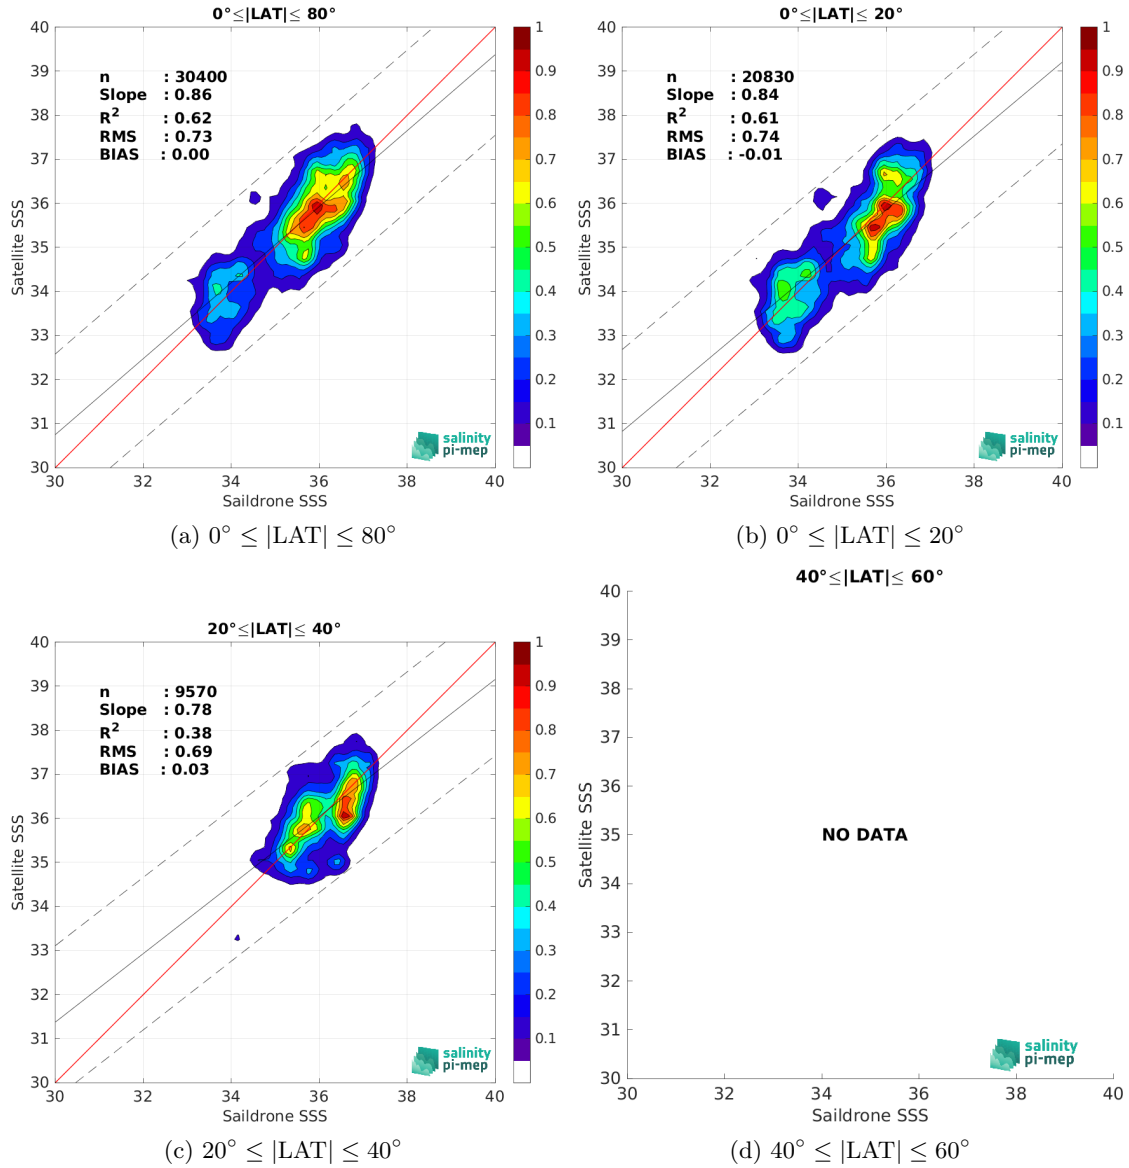 0°≤|LAT|≤ 80°
n : 30400
Slope : 0.86
R² : 0.62
RMS : 0.73
BIAS : 0.00
Satellite SSS
40
39
38
37
36
35
34
33
32
31
30
30 32 34 36 38 40
Saildrone SSS
1
0.9
0.8
0.7
0.6
0.5
0.4
0.3
0.2
0.1
salinity
pi-mep
(a) 0° ≤ |LAT| ≤ 80°
0°≤|LAT|≤ 20°
n : 20830
Slope : 0.84
R² : 0.61
RMS : 0.74
BIAS : -0.01
Satellite SSS
40
39
38
37
36
35
34
33
32
31
30
30 32 34 36 38 40
Saildrone SSS
1
0.9
0.8
0.7
0.6
0.5
0.4
0.3
0.2
0.1
salinity
pi-mep
(b) 0° ≤ |LAT| ≤ 20°
20°≤|LAT|≤ 40°
n : 9570
Slope : 0.78
R² : 0.38
RMS : 0.69
BIAS : 0.03
Satellite SSS
40
39
38
37
36
35
34
33
32
31
30
30 32 34 36 38 40
Saildrone SSS
1
0.9
0.8
0.7
0.6
0.5
0.4
0.3
0.2
0.1
salinity
pi-mep
(c) 20° ≤ |LAT| ≤ 40°
40°≤|LAT|≤ 60°
NO DATA
Satellite SSS
40
39
38
37
36
35
34
33
32
31
30
30 32 34 36 38 40
Saildrone SSS
salinity
pi-mep
(d) 40° ≤ |LAT| ≤ 60°